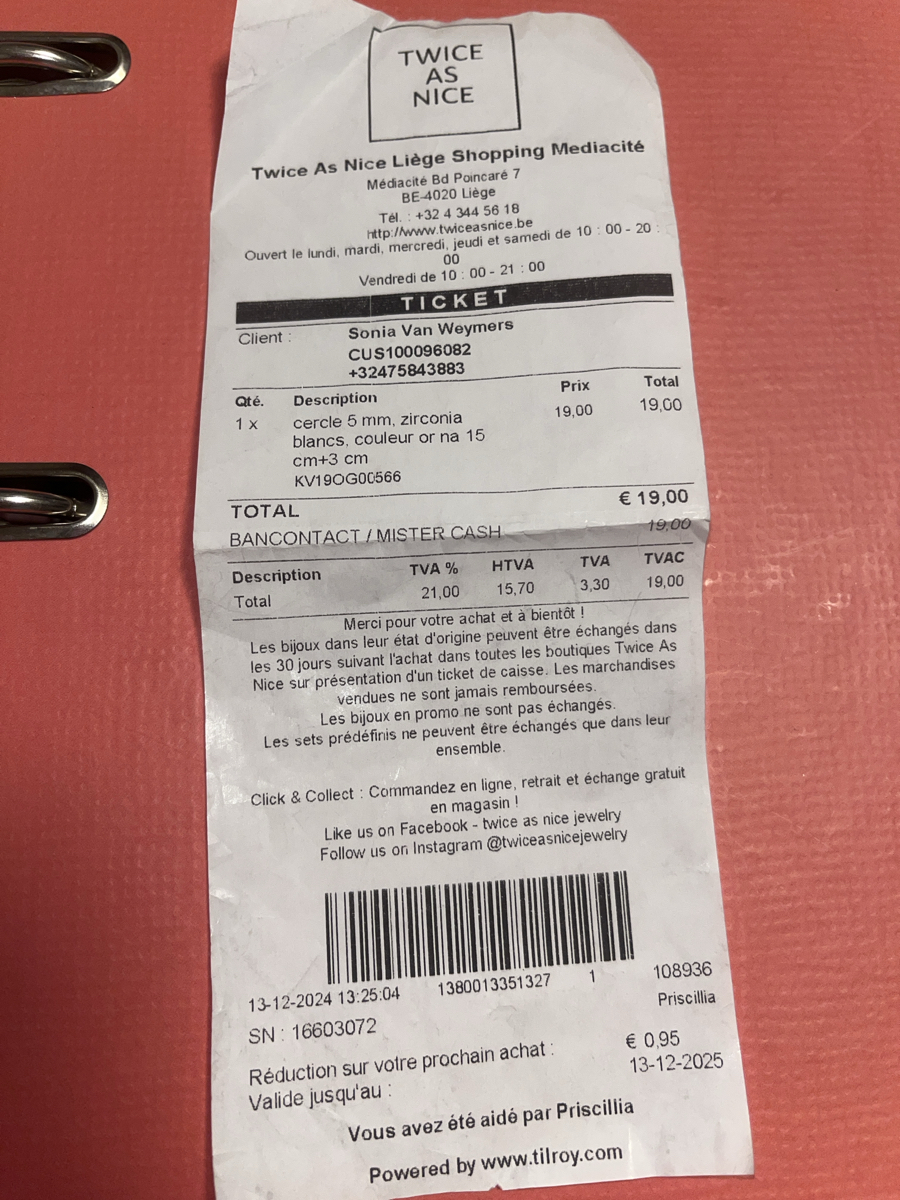 TWICE
AS
NICE
Twice As Nice Liège Shopping Mediacité
Médiacité Bd Poincaré 7
BE-4020 Liège
Tél. : +32 4 344 56 18
http://www.twiceasnice.be
Ouvert le lundi, mardi, mercredi, jeudi et samedi de 10 : 00 - 20 :
00
Vendredi de 10 : 00 - 21 : 00
TICKET
Client : Sonia Van Weymers
CUS100096082
+32475843883
Qté. Description Prix Total
1 x cercle 5 mm, zirconia 19,00 19,00
blancs, couleur or na 15
cm+3 cm
KV19OG00566
TOTAL € 19,00
BANCONTACT / MISTER CASH 19,00
Description TVA % HTVA TVA TVAC
Total 21,00 15,70 3,30 19,00
Merci pour votre achat et à bientôt !
Les bijoux dans leur état d'origine peuvent être échangés dans
les 30 jours suivant l'achat dans toutes les boutiques Twice As
Nice sur présentation d'un ticket de caisse. Les marchandises
vendues ne sont jamais remboursées.
Les bijoux en promo ne sont pas échangés.
Les sets prédéfinis ne peuvent être échangés que dans leur
ensemble.
Click & Collect : Commandez en ligne, retrait et échange gratuit
en magasin !
Like us on Facebook - twice as nice jewelry
Follow us on Instagram @twiceasnicejewelry
13-12-2024 13:25:04 1380013351327 1 108936
SN : 16603072 Priscillia
Réduction sur votre prochain achat : € 0,95
Valide jusqu'au : 13-12-2025
Vous avez été aidé par Priscillia
Powered by www.tilroy.com